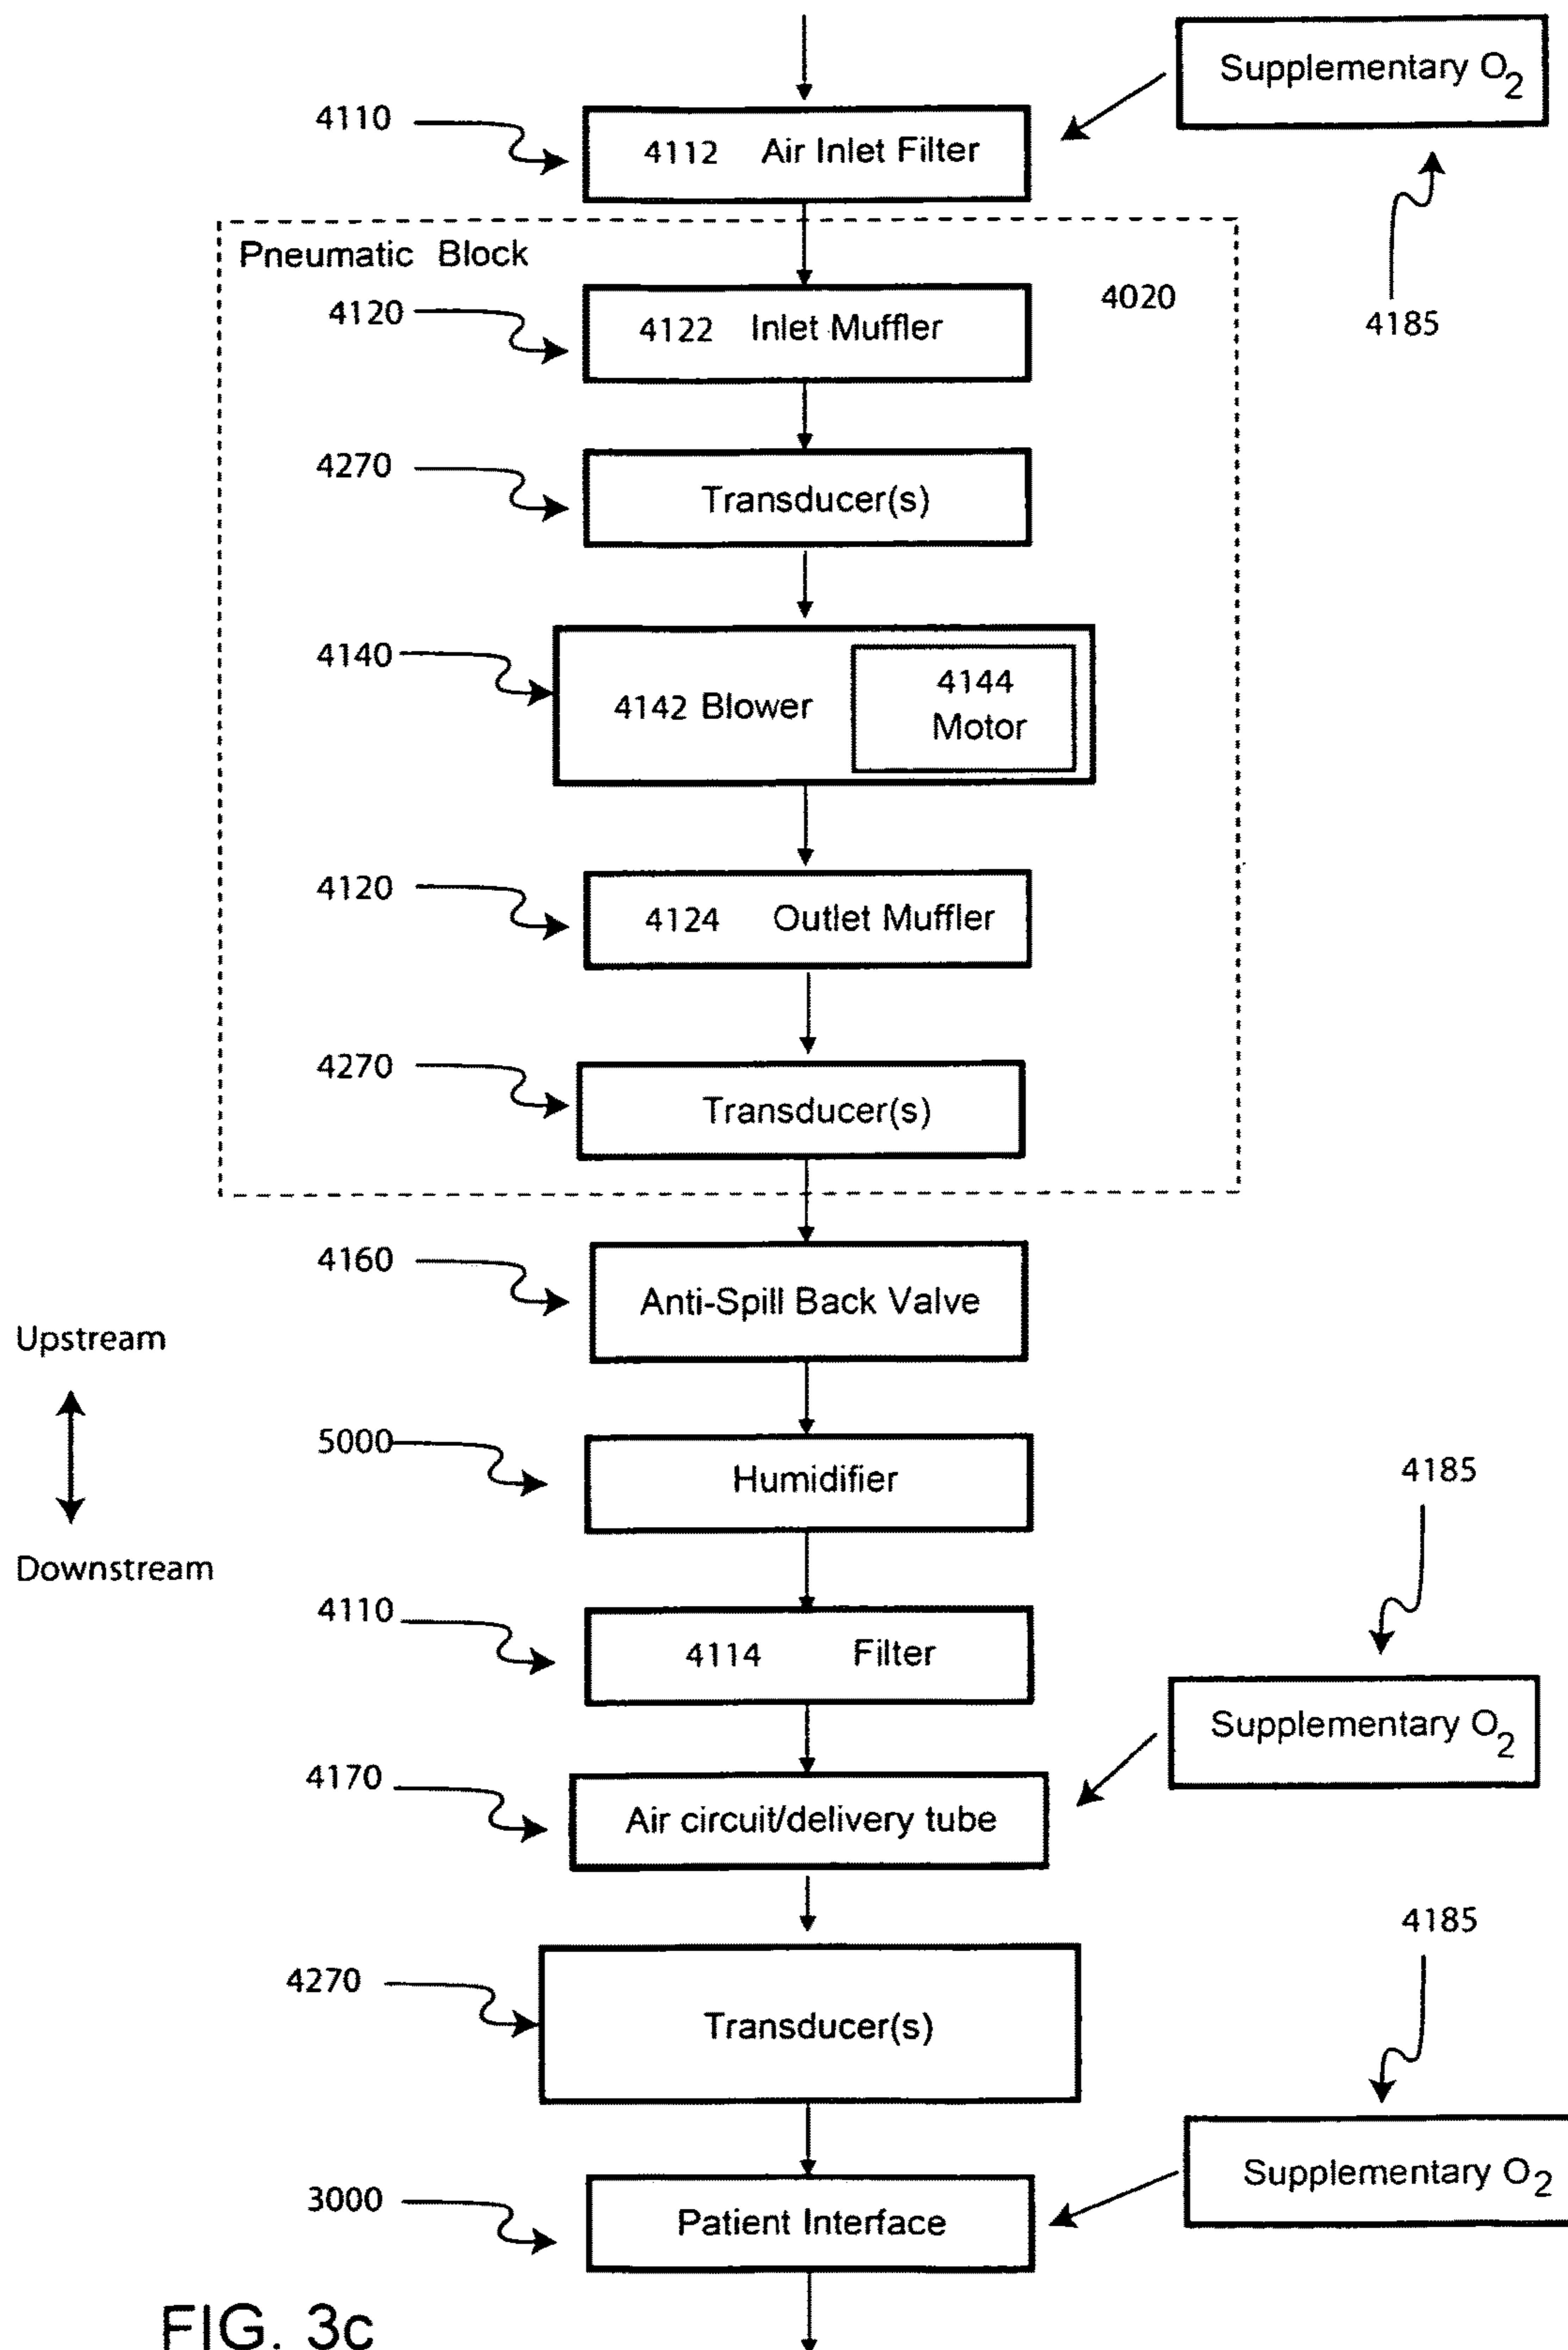 Supplementary O2
4110
4112 Air Inlet Filter
Pneumatic Block
4020
4185
4120
4122 Inlet Muffler
4270
Transducer(s)
4140
4142 Blower
4144
Motor
4120
4124 Outlet Muffler
4270
Transducer(s)
4160
Anti-Spill Back Valve
Upstream
Downstream
5000
Humidifier
4185
4110
4114 Filter
Supplementary O2
4170
Air circuit/delivery tube
4185
4270
Transducer(s)
Supplementary O2
3000
Patient Interface
FIG. 3c